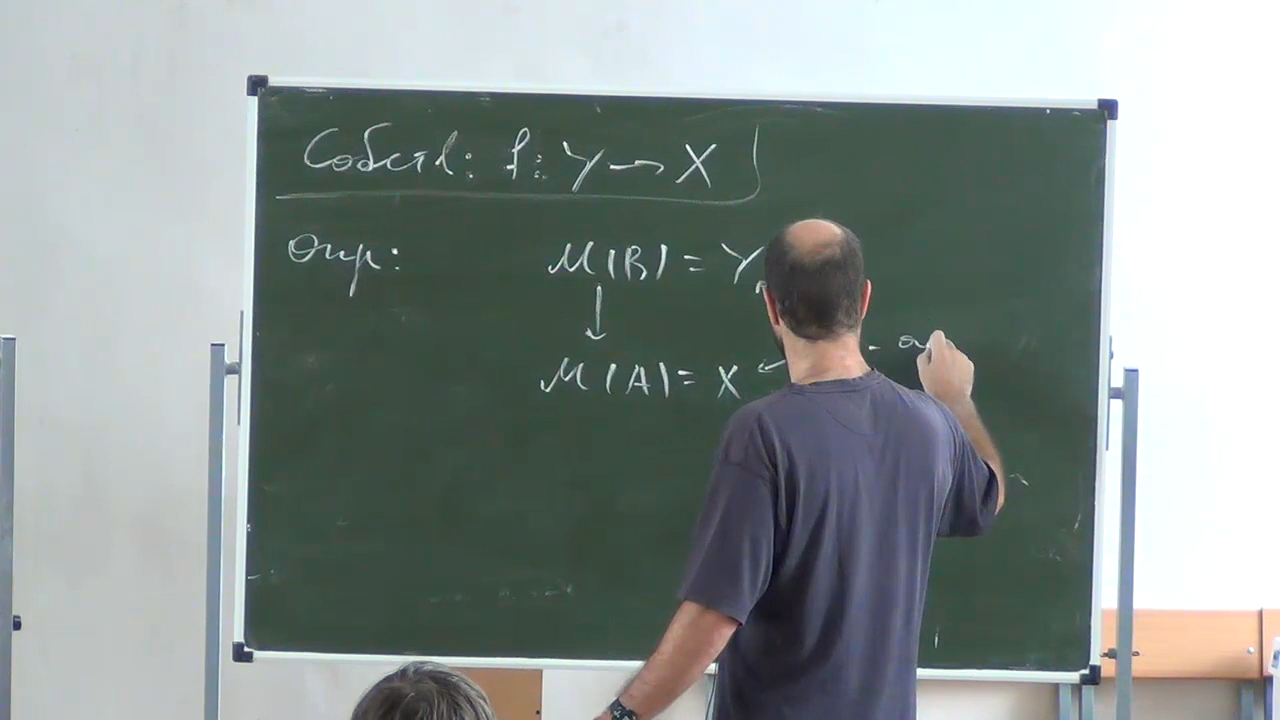 Собств: f: Y → X
Опр: M(B) = Y
↓
M(A) = X ←